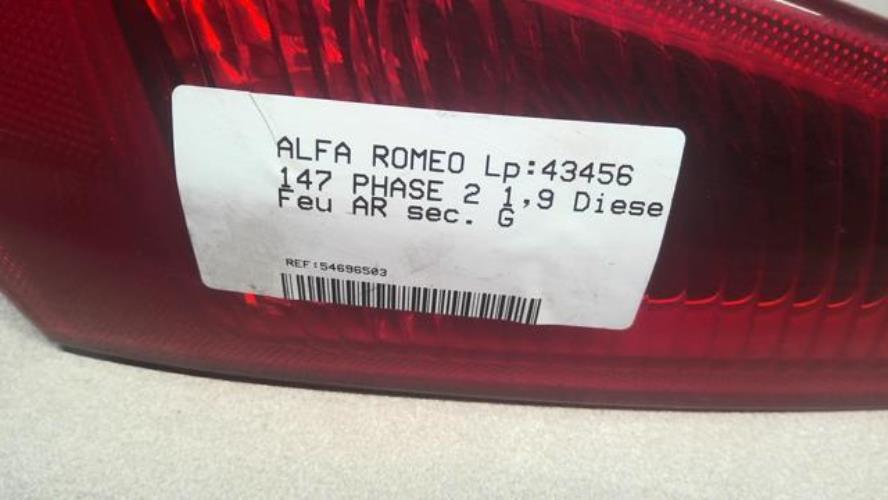 ALFA ROMEO Lp:43456
147 PHASE 2 1,9 Diese
Feu AR sec. G
REF:54696503